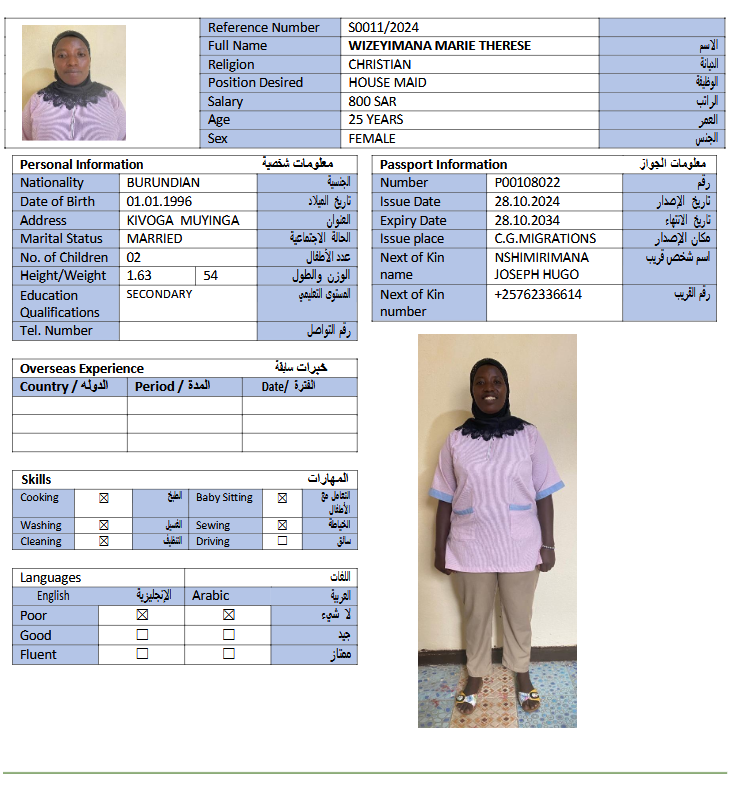 Reference Number S0011/2024
Full Name WIZEYIMANA MARIE THERESE الاسم
Religion CHRISTIAN الديانة
Position Desired HOUSE MAID الوظيفة
Salary 800 SAR الراتب
Age 25 YEARS العمر
Sex FEMALE الجنس
Personal Information معلومات شخصية
Nationality BURUNDIAN الجنسية
Date of Birth 01.01.1996 تاريخ الميلاد
Address KIVOGA MUYINGA العنوان
Marital Status MARRIED الحالة الاجتماعية
No. of Children 02 عدد الأطفال
Height/Weight 1.63 54 الوزن والطول
Education SECONDARY المستوى التعليمي
Qualifications
Tel. Number رقم التواصل
Passport Information معلومات الجواز
Number P00108022 رقم
Issue Date 28.10.2024 تاريخ الإصدار
Expiry Date 28.10.2034 تاريخ الانتهاء
Issue place C.G.MIGRATIONS مكان الإصدار
Next of Kin NSHIMIRIMANA اسم شخص قريب
name JOSEPH HUGO
Next of Kin +25762336614 رقم القريب
number
Overseas Experience خبرات سابقة
Country / الدوله Period / المدة Date/ الفترة
Skills المهارات
Cooking ☒ الطبخ Baby Sitting ☒ التعامل مع
الأطفال
Washing ☒ الغسيل Sewing ☒ الخياطة
Cleaning ☒ التنظيف Driving ☐ سائق
Languages اللغات
English الإنجليزية Arabic العربية
Poor ☒ ☒ لا شيء
Good ☐ ☐ جيد
Fluent ☐ ☐ ممتاز